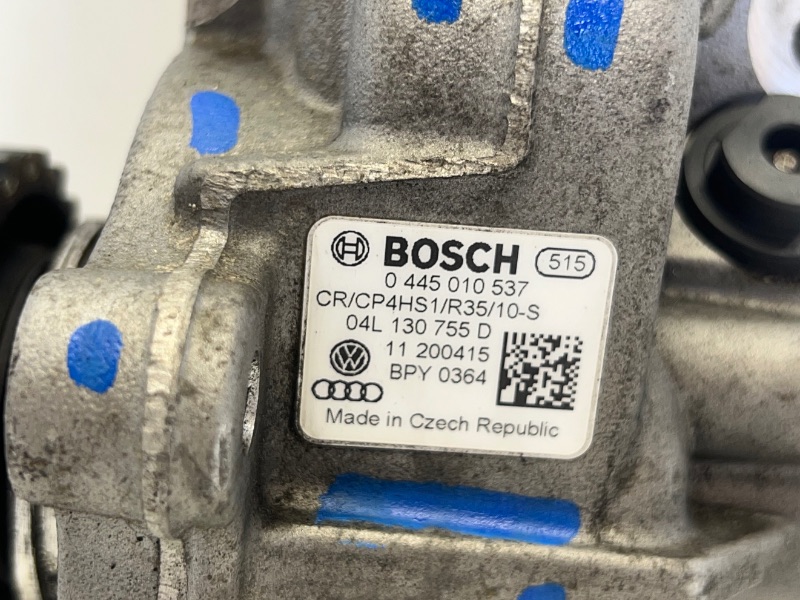 BOSCH 515
0 445 010 537
CR/CP4HS1/R35/10-S
04L 130 755 D
11 200415
BPY 0364
Made in Czech Republic